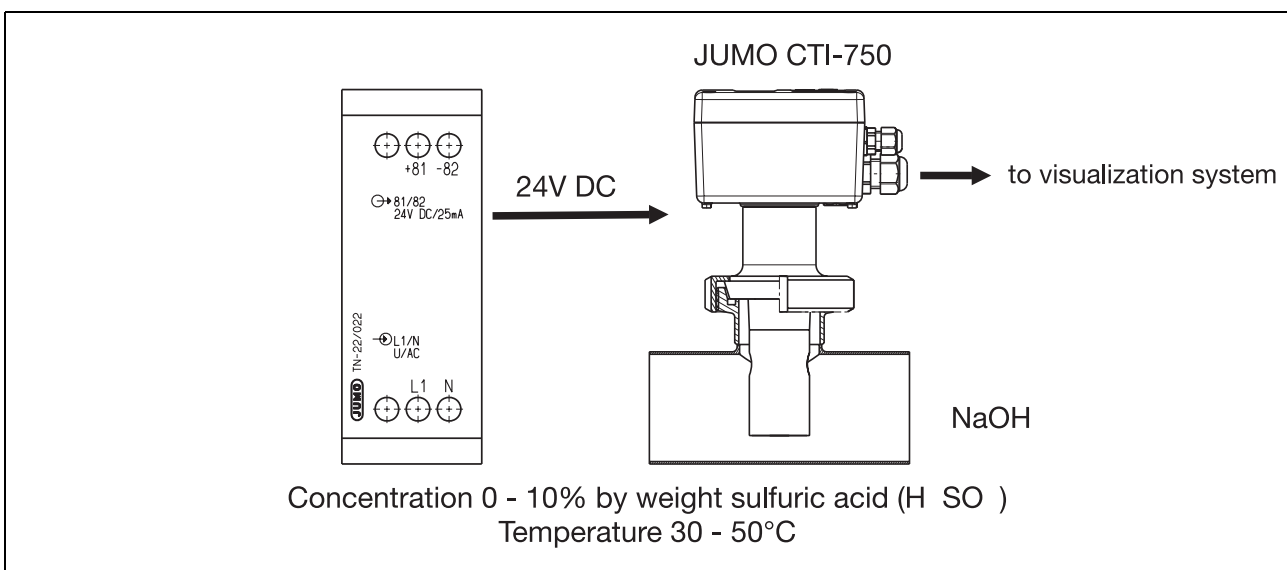 JUMO CTI-750
+81 -82
81/82
24V DC/25mA
24V DC
to visualization system
TN-22/022
L1/N
U/AC
JUMO
L1 N
NaOH
Concentration 0 - 10% by weight sulfuric acid (H SO )
Temperature 30 - 50°C